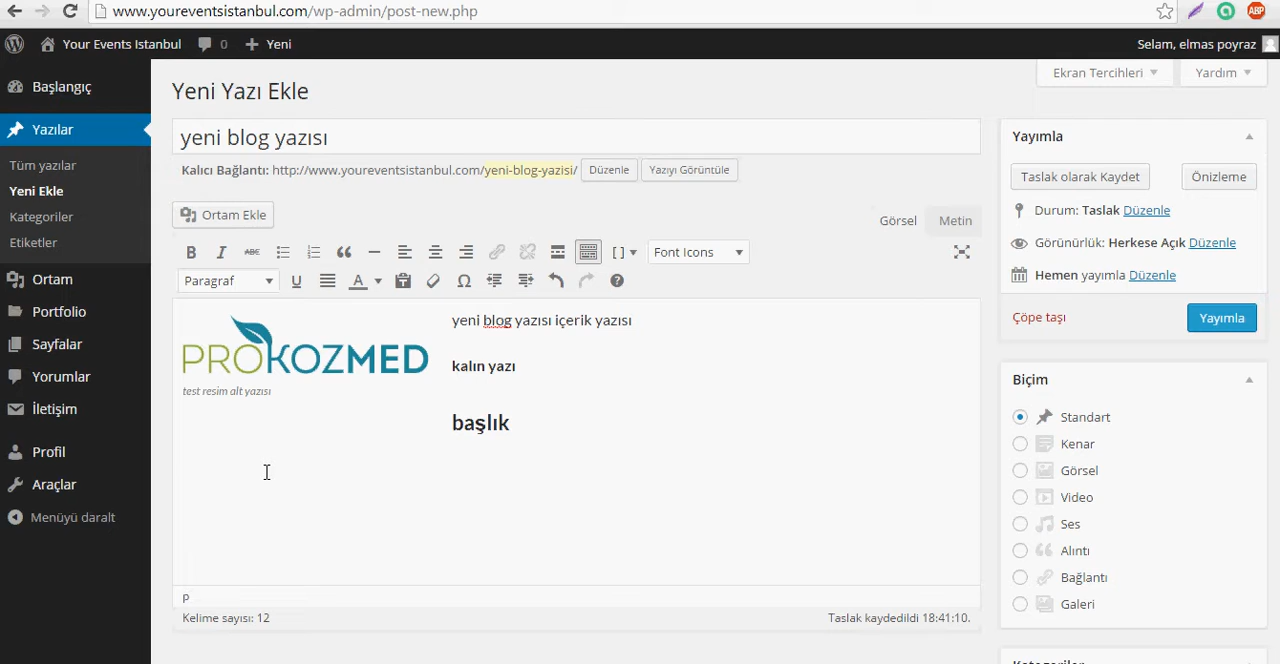 www.youreventsistanbul.com/wp-admin/post-new.php
ABP
Your Events Istanbul 0 Yeni
Selam, elmas poyraz
Başlangıç
Yazılar
Tüm yazılar
Yeni Ekle
Kategoriler
Etiketler
Ortam
Portfolio
Sayfalar
Yorumlar
İletişim
Profil
Araçlar
Menüyü daralt
Ekran Tercihleri
Yardım
Yeni Yazı Ekle
yeni blog yazısı
Kalıcı Bağlantı: http://www.youreventsistanbul.com/yeni-blog-yazisi/ Düzenle Yazıyı Görüntüle
Ortam Ekle
Görsel Metin
B I ABC [ ] Font Icons
Paragraf U A Ω
PROKOZMED
test resim alt yazısı
yeni blog yazısı içerik yazısı
kalın yazı
başlık
p
Kelime sayısı: 12
Taslak kaydedildi 18:41:10.
Yayımla
Taslak olarak Kaydet Önizleme
Durum: Taslak Düzenle
Görünürlük: Herkese Açık Düzenle
Hemen yayımla Düzenle
Çöpe taşı Yayımla
Biçim
Standart
Kenar
Görsel
Video
Ses
Alıntı
Bağlantı
Galeri